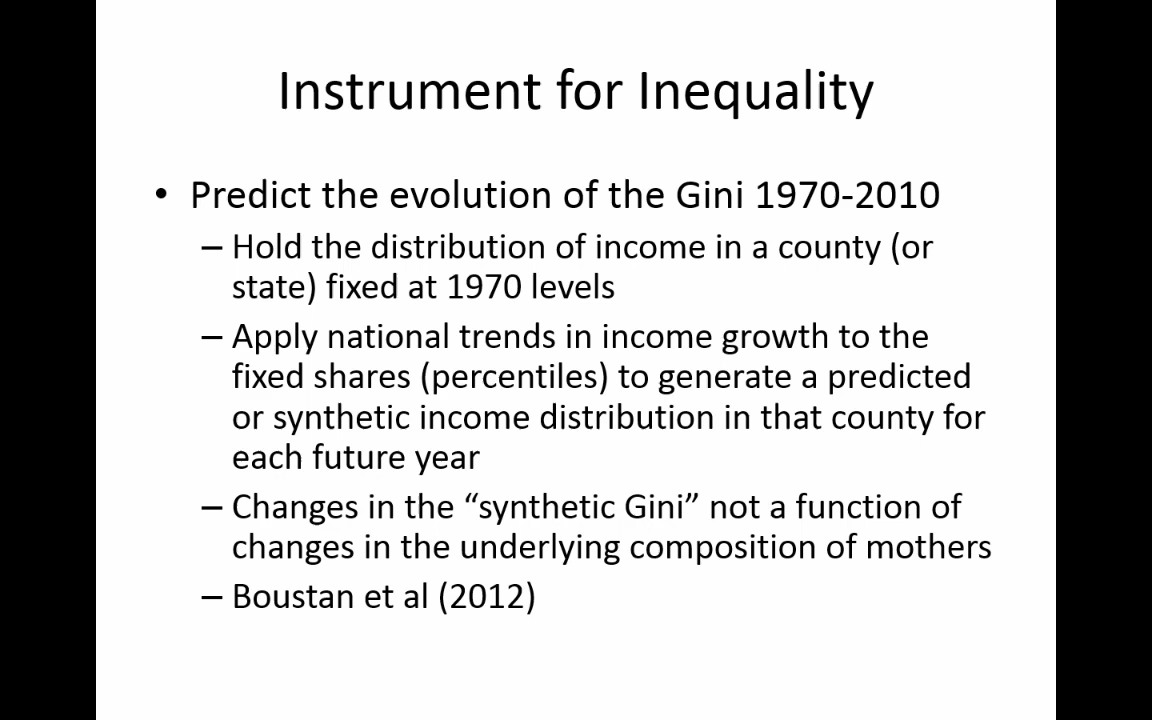 Instrument for Inequality
• Predict the evolution of the Gini 1970-2010
– Hold the distribution of income in a county (or
state) fixed at 1970 levels
– Apply national trends in income growth to the
fixed shares (percentiles) to generate a predicted
or synthetic income distribution in that county for
each future year
– Changes in the “synthetic Gini” not a function of
changes in the underlying composition of mothers
– Boustan et al (2012)